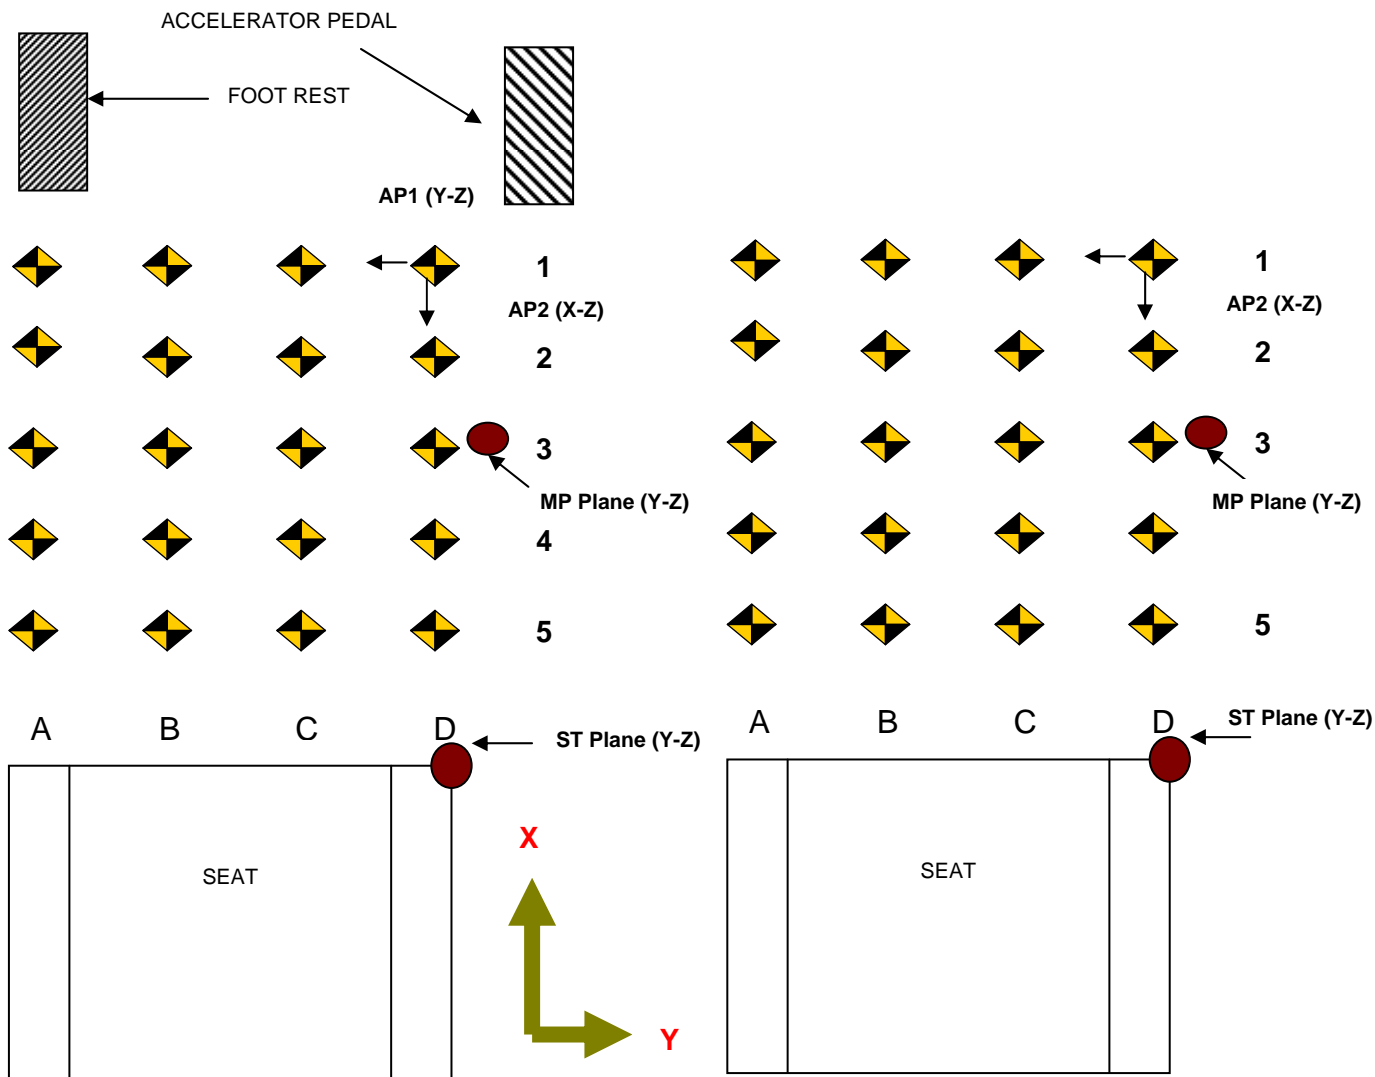 ACCELERATOR PEDAL
FOOT REST
AP1 (Y-Z)
1
AP2 (X-Z)
2
3
MP Plane (Y-Z)
4
5
A B C D
ST Plane (Y-Z)
SEAT
X
Y
1
AP2 (X-Z)
2
3
MP Plane (Y-Z)
5
A B C D
ST Plane (Y-Z)
SEAT